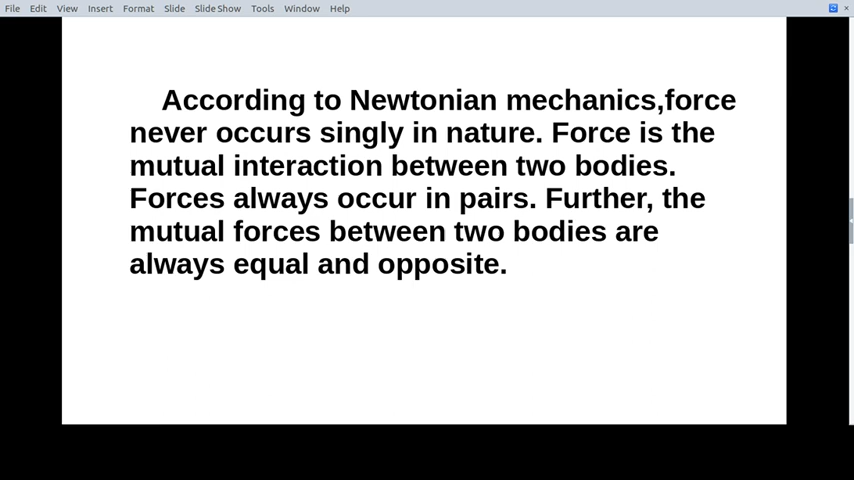 File Edit View Insert Format Slide Slide Show Tools Window Help
According to Newtonian mechanics,force
never occurs singly in nature. Force is the
mutual interaction between two bodies.
Forces always occur in pairs. Further, the
mutual forces between two bodies are
always equal and opposite.